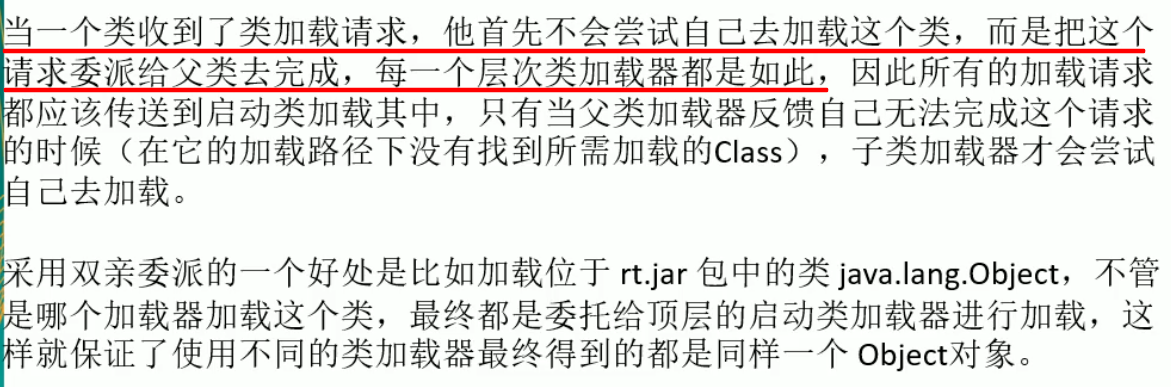 当一个类收到了类加载请求，他首先不会尝试自己去加载这个类，而是把这个
请求委派给父类去完成，每一个层次类加载器都是如此，因此所有的加载请求
都应该传送到启动类加载其中，只有当父类加载器反馈自己无法完成这个请求
的时候（在它的加载路径下没有找到所需加载的Class），子类加载器才会尝试
自己去加载。
采用双亲委派的一个好处是比如加载位于 rt.jar 包中的类 java.lang.Object，不管
是哪个加载器加载这个类，最终都是委托给顶层的启动类加载器进行加载，这
样就保证了使用不同的类加载器最终得到的都是同样一个 Object对象。